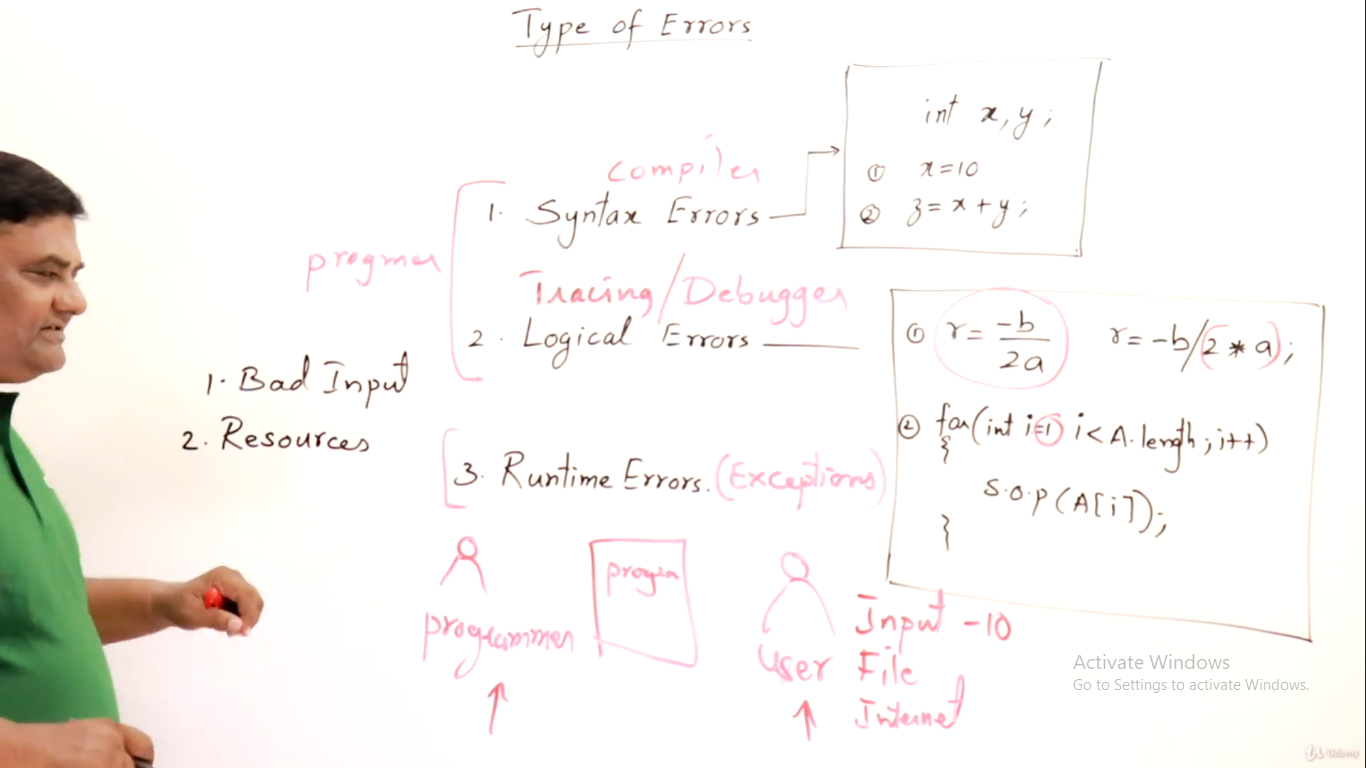 Type of Errors
int x, y ;
① x=10
② z= x + y ;
compiler
1. Syntax Errors
progmer
Tracing/Debugger
2. Logical Errors
① r= -b/2a r= -b/(2 * a) ;
② for(int i=1 i< A.length ; i++)
{
S.O.P (A[i]);
}
1. Bad Input
2. Resources
3. Runtime Errors. (Exceptions)
programmer
progra
user
Input -10
File
Internet
Activate Windows
Go to Settings to activate Windows.
Udemy